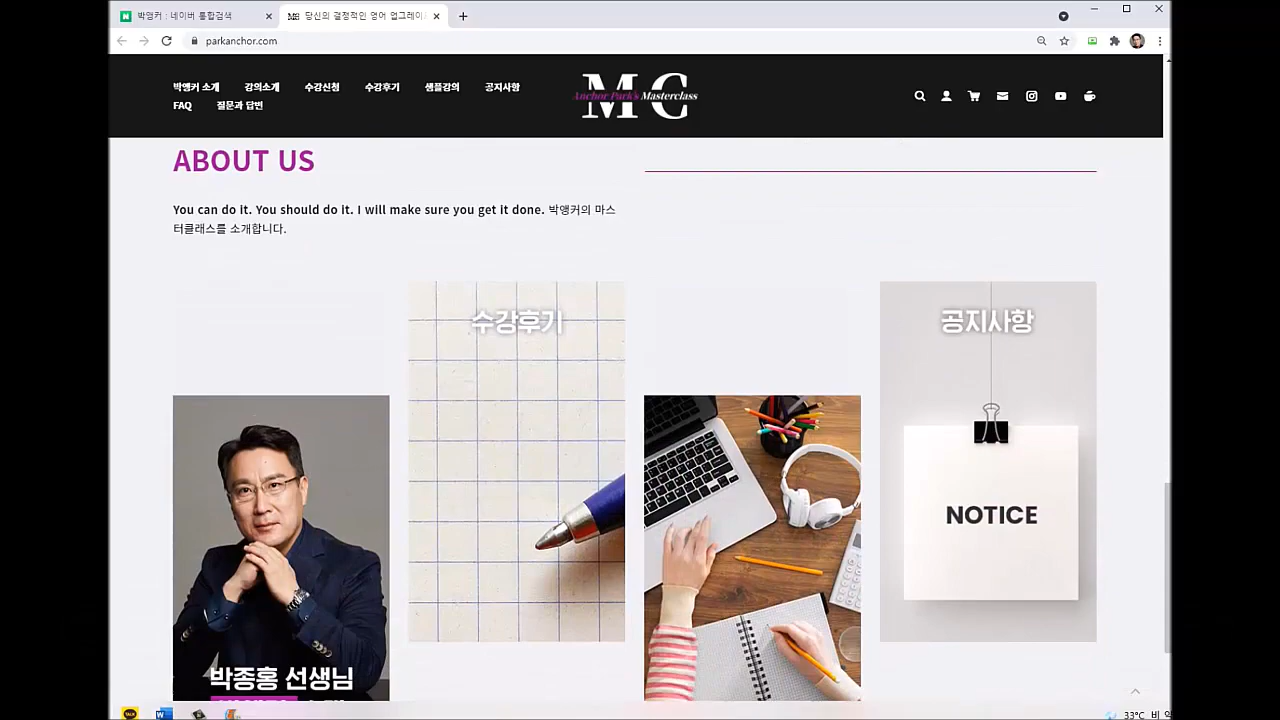 박앵커 : 네이버 통합검색
당신의 결정적인 영어 업그레이
parkanchor.com
박앵커 소개 강의소개 수강신청 수강후기 샘플강의 공지사항
FAQ 질문과 답변
MC
Anchor Park's Masterclass
ABOUT US
You can do it. You should do it. I will make sure you get it done. 박앵커의 마스
터클래스를 소개합니다.
수강후기
공지사항
NOTICE
박종홍 선생님
33°C 비